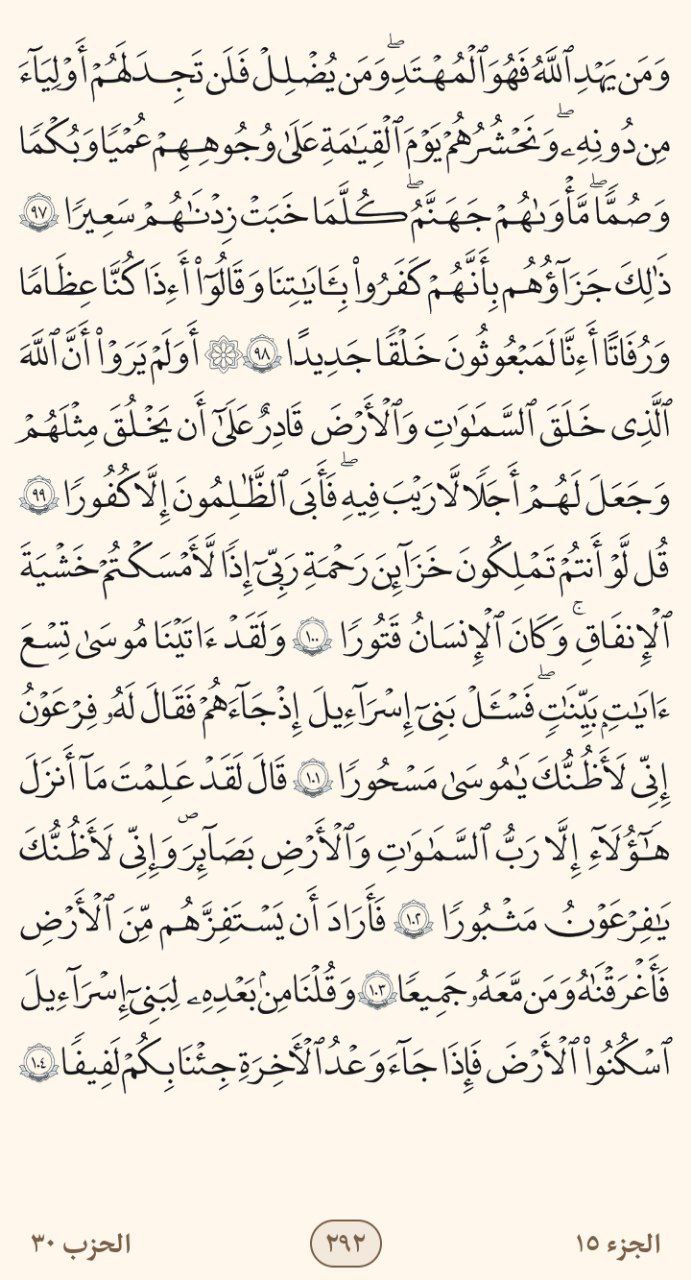 وَمَن يَهْدِ ٱللَّهُ فَهُوَ ٱلْمُهْتَدِۖ وَمَن يُضْلِلْ فَلَن تَجِدَ لَهُمْ أَوْلِيَآءَ
مِن دُونِهِۦۖ وَنَحْشُرُهُمْ يَوْمَ ٱلْقِيَٰمَةِ عَلَىٰ وُجُوهِهِمْ عُمْيًا وَبُكْمًا
وَصُمًّاۖ مَّأْوَىٰهُمْ جَهَنَّمُۖ كُلَّمَا خَبَتْ زِدْنَٰهُمْ سَعِيرًا ٩٧
ذَٰلِكَ جَزَآؤُهُم بِأَنَّهُمْ كَفَرُوا۟ بِـَٔايَٰتِنَا وَقَالُوٓا۟ أَءِذَا كُنَّا عِظَٰمًا
وَرُفَٰتًا أَءِنَّا لَمَبْعُوثُونَ خَلْقًا جَدِيدًا ٩٨ ۞ أَوَلَمْ يَرَوْا۟ أَنَّ ٱللَّهَ
ٱلَّذِى خَلَقَ ٱلسَّمَٰوَٰتِ وَٱلْأَرْضَ قَادِرٌ عَلَىٰٓ أَن يَخْلُقَ مِثْلَهُمْ
وَجَعَلَ لَهُمْ أَجَلًا لَّا رَيْبَ فِيهِۖ فَأَبَى ٱلظَّٰلِمُونَ إِلَّا كُفُورًا ٩٩
قُل لَّوْ أَنتُمْ تَمْلِكُونَ خَزَآئِنَ رَحْمَةِ رَبِّىٓ إِذًا لَّأَمْسَكْتُمْ خَشْيَةَ
ٱلْإِنفَاقِۚ وَكَانَ ٱلْإِنسَٰنُ قَتُورًا ١٠٠ وَلَقَدْ ءَاتَيْنَا مُوسَىٰ تِسْعَ
ءَايَٰتٍۭ بَيِّنَٰتٍۖ فَسْـَٔلْ بَنِىٓ إِسْرَٰٓءِيلَ إِذْ جَآءَهُمْ فَقَالَ لَهُۥ فِرْعَوْنُ
إِنِّى لَأَظُنُّكَ يَٰمُوسَىٰ مَسْحُورًا ١٠١ قَالَ لَقَدْ عَلِمْتَ مَآ أَنزَلَ
هَٰٓؤُلَآءِ إِلَّا رَبُّ ٱلسَّمَٰوَٰتِ وَٱلْأَرْضِ بَصَآئِرَ وَإِنِّى لَأَظُنُّكَ
يَٰفِرْعَوْنُ مَثْبُورًا ١٠٢ فَأَرَادَ أَن يَسْتَفِزَّهُم مِّنَ ٱلْأَرْضِ
فَأَغْرَقْنَٰهُ وَمَن مَّعَهُۥ جَمِيعًا ١٠٣ وَقُلْنَا مِنۢ بَعْدِهِۦ لِبَنِىٓ إِسْرَٰٓءِيلَ
ٱسْكُنُوا۟ ٱلْأَرْضَ فَإِذَا جَآءَ وَعْدُ ٱلْأَخِرَةِ جِئْنَا بِكُمْ لَفِيفًا ١٠٤
الجزء ١٥ ٢٩٢ الحزب ٣٠